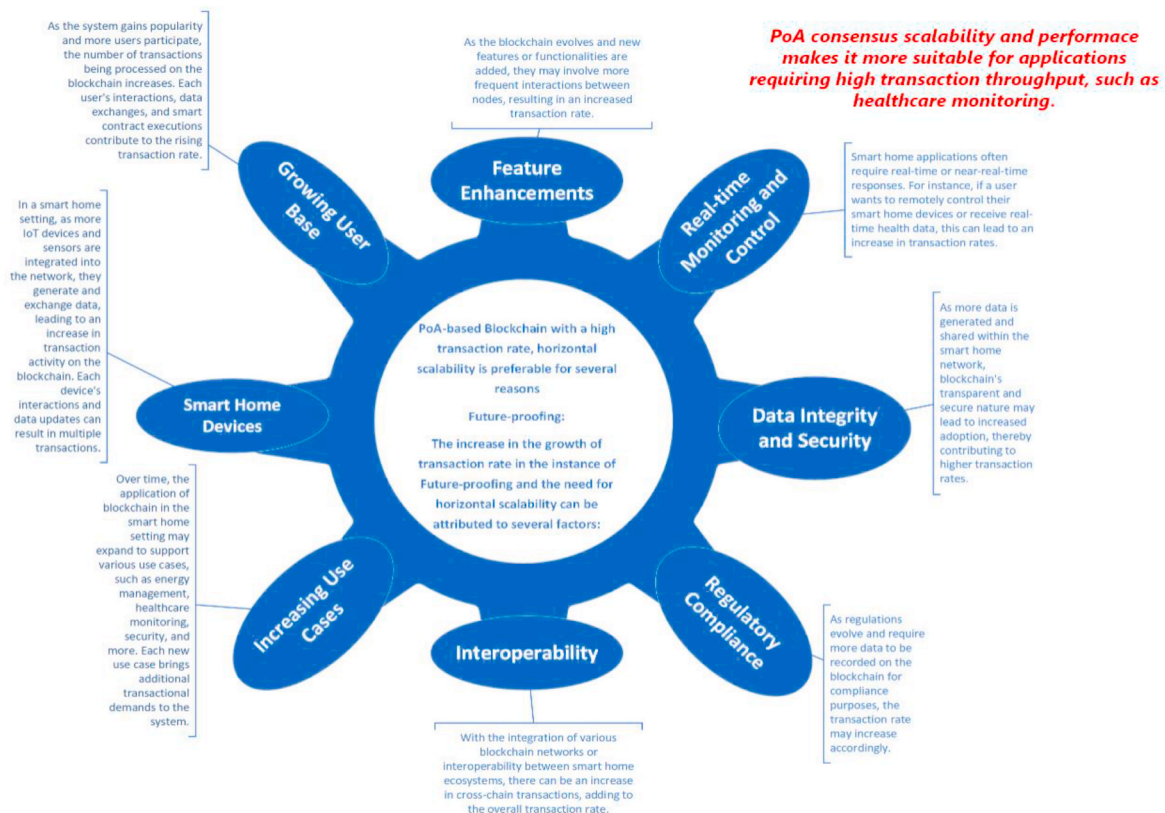 PoA consensus scalability and performace
makes it more suitable for applications
requiring high transaction throughput, such as
healthcare monitoring.
As the system gains popularity
and more users participate,
the number of transactions
being processed on the
blockchain increases. Each
user's interactions, data
exchanges, and smart
contract executions
contribute to the rising
transaction rate.
Growing User
Base
As the blockchain evolves and new
features or functionalities are
added, they may involve more
frequent interactions between
nodes, resulting in an increased
transaction rate.
Feature
Enhancements
Real-time
Monitoring and
Control
Smart home applications often
require real-time or near-real-time
responses. For instance, if a user
wants to remotely control their
smart home devices or receive real-
time health data, this can lead to
an increase in transaction rates.
In a smart home
setting, as more
IoT devices and
sensors are
integrated into
the network, they
generate and
exchange data,
leading to an
increase in
transaction
activity on the
blockchain. Each
device's
interactions and
data updates can
result in multiple
transactions.
Smart Home
Devices
PoA-based Blockchain with a high
transaction rate, horizontal
scalability is preferable for several
reasons
Future-proofing:
The increase in the growth of
transaction rate in the instance of
Future-proofing and the need for
horizontal scalability can be
attributed to several factors:
Data Integrity
and Security
As more data is
generated and
shared within the
smart home
network,
blockchain's
transparent and
secure nature may
lead to increased
adoption, thereby
contributing to
higher transaction
rates.
Over time, the
application of
blockchain in the
smart home
setting may
expand to support
various use cases,
such as energy
management,
healthcare
monitoring,
security, and
more. Each new
use case brings
additional
transactional
demands to the
system.
Increasing Use
Cases
Interoperability
With the integration of various
blockchain networks or
interoperability between smart home
ecosystems, there can be an increase
in cross-chain transactions, adding to
the overall transaction rate.
Regulatory
Compliance
As regulations
evolve and require
more data to be
recorded on the
blockchain for
compliance
purposes, the
transaction rate
may increase
accordingly.